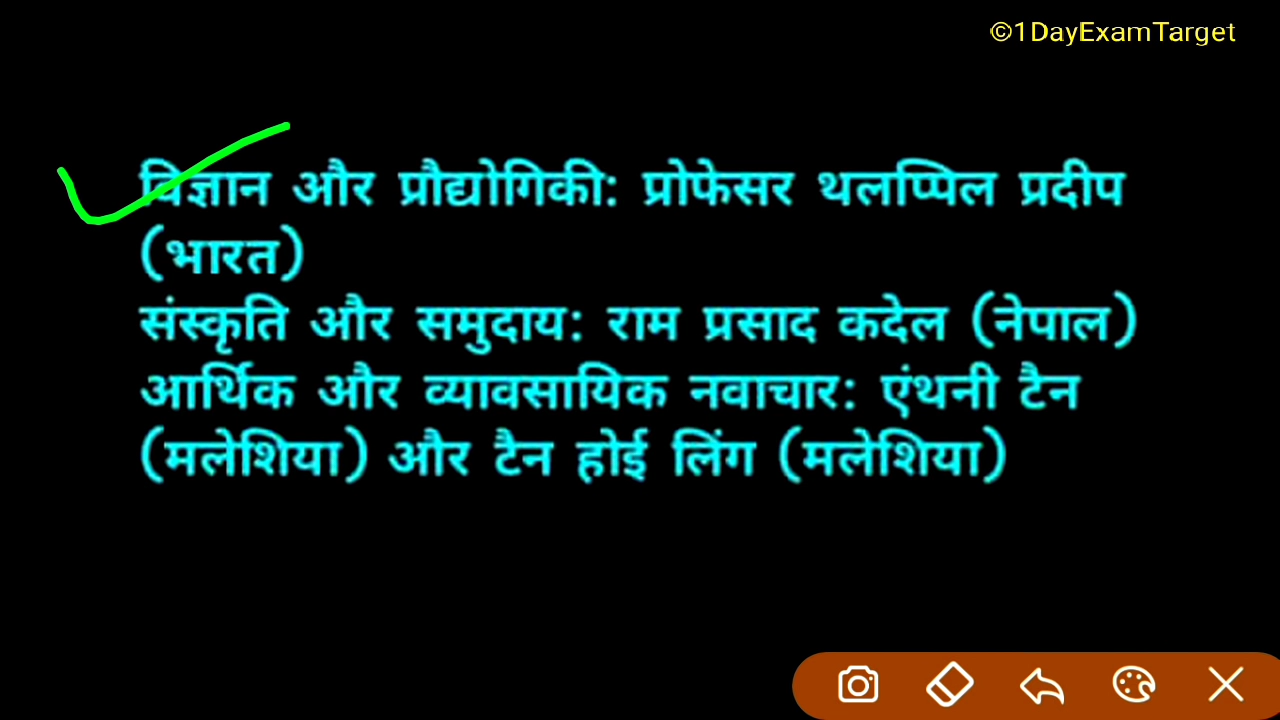 ©1DayExamTarget
विज्ञान और प्रौद्योगिकी: प्रोफेसर थलप्पिल प्रदीप
(भारत)
संस्कृति और समुदाय: राम प्रसाद कदेल (नेपाल)
आर्थिक और व्यावसायिक नवाचार: एंथनी टैन
(मलेशिया) और टैन होई लिंग (मलेशिया)